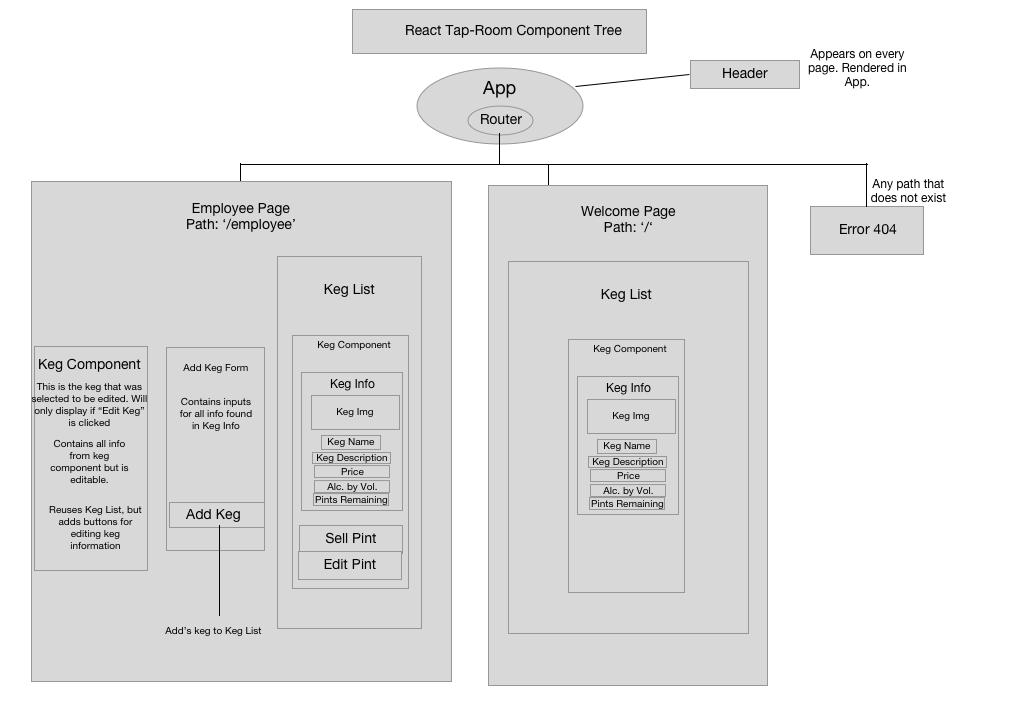 React Tap-Room Component Tree
App
Router
Header
Appears on every
page. Rendered in
App.
Employee Page
Path: ‘/employee’
Keg Component
This is the keg that was
selected to be edited. Will
only display if “Edit Keg”
is clicked
Contains all info
from keg
component but is
editable.
Reuses Keg List, but
adds buttons for
editing keg
information
Add Keg Form
Contains inputs
for all info found
in Keg Info
Add Keg
Add’s keg to Keg List
Keg List
Keg Component
Keg Info
Keg Img
Keg Name
Keg Description
Price
Alc. by Vol.
Pints Remaining
Sell Pint
Edit Pint
Welcome Page
Path: ‘/‘
Keg List
Keg Component
Keg Info
Keg Img
Keg Name
Keg Description
Price
Alc. by Vol.
Pints Remaining
Any path that
does not exist
Error 404